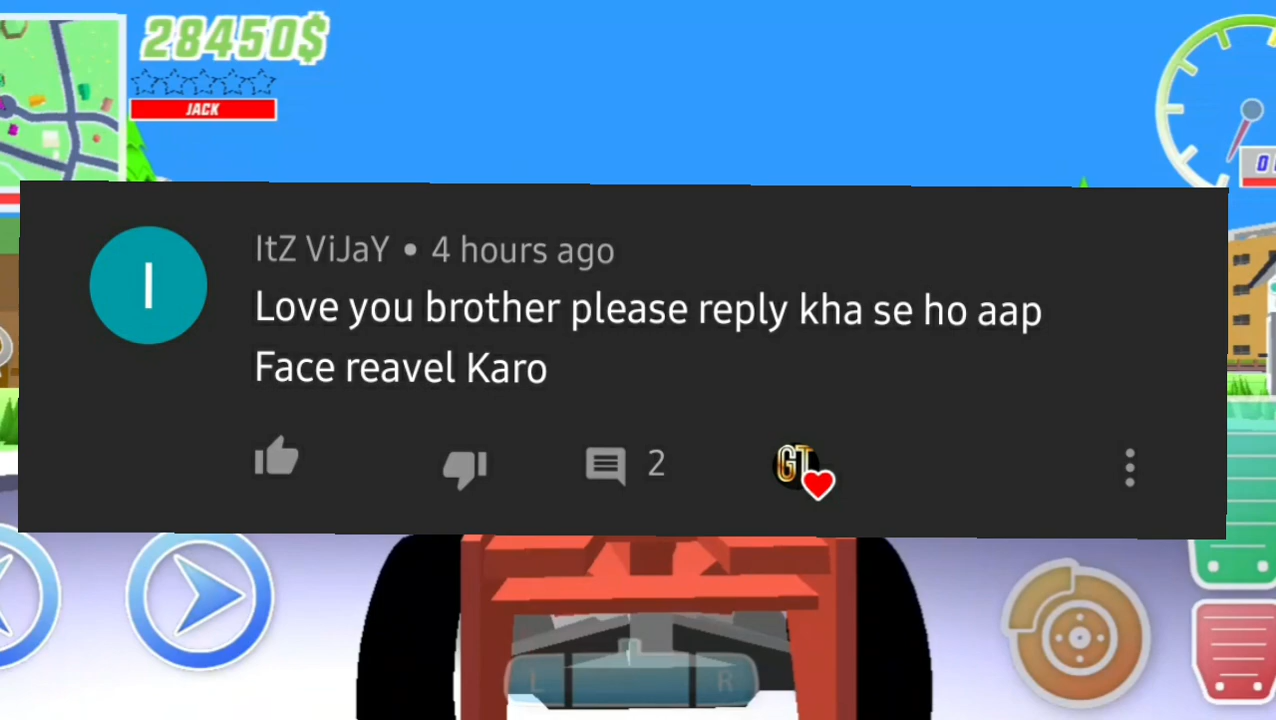 28450$
JACK
ItZ ViJaY • 4 hours ago
Love you brother please reply kha se ho aap
Face reavel Karo
2
GT
L R